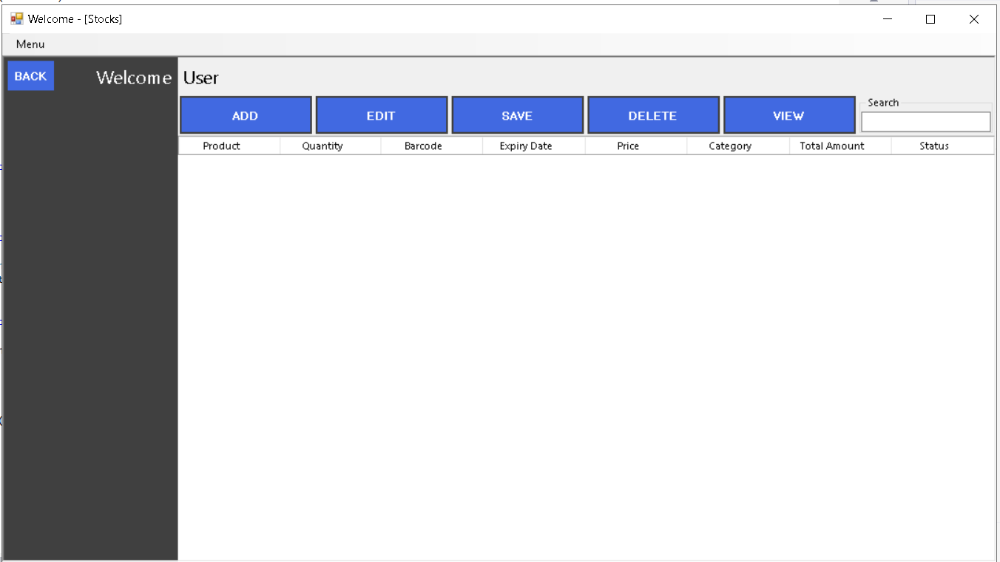 Welcome - [Stocks]
Menu
BACK Welcome User
ADD EDIT SAVE DELETE VIEW Search
Product Quantity Barcode Expiry Date Price Category Total Amount Status